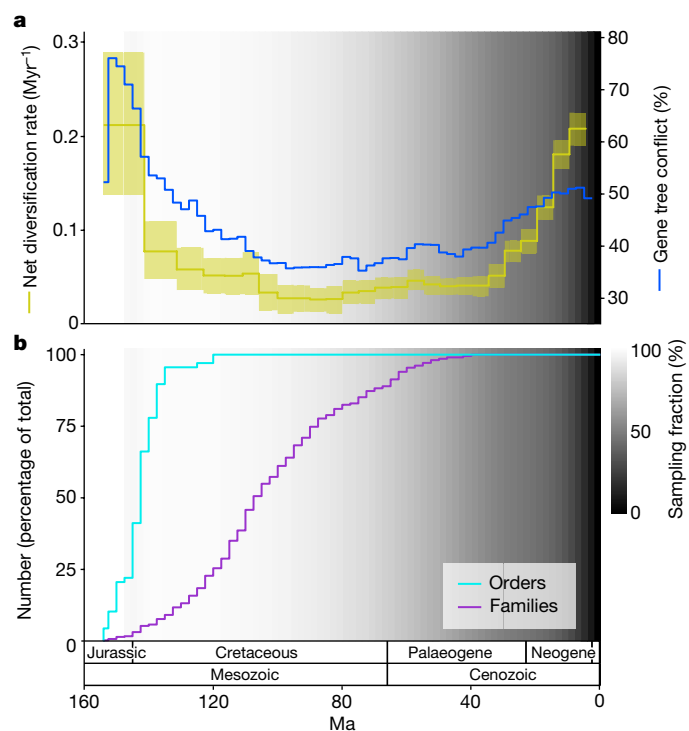 a
Net diversification rate (Myr⁻¹)
0.3
0.2
0.1
0
80
70
60
50
40
30
Gene tree conflict (%)
b
Number (percentage of total)
100
75
50
25
0
100
50
0
Sampling fraction (%)
Orders
Families
Jurassic Cretaceous Palaeogene Neogene
Mesozoic Cenozoic
160 120 80 40 0
Ma